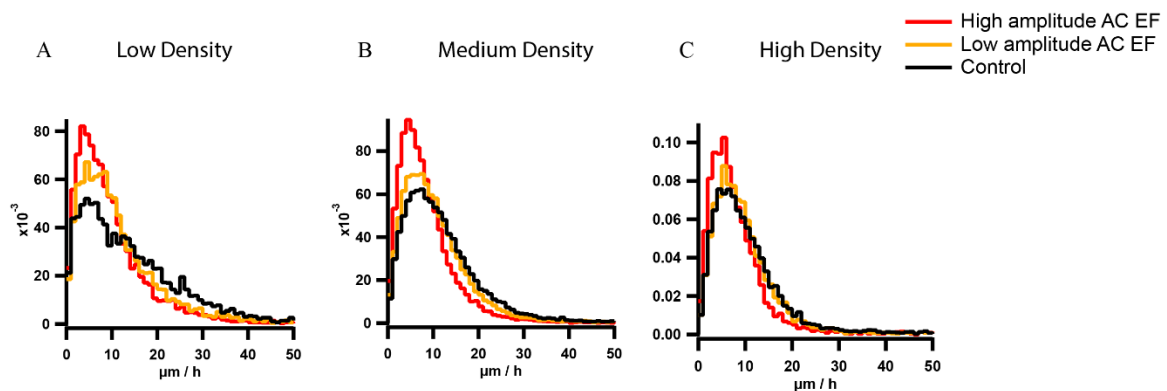 High amplitude AC EF
Low amplitude AC EF
Control
A Low Density
B Medium Density
C High Density
80
60
40
20
0
x10⁻³
0 10 20 30 40 50
µm / h
80
60
40
20
0
x10⁻³
0 10 20 30 40 50
µm / h
0.10
0.08
0.06
0.04
0.02
0.00
0 10 20 30 40 50
µm / h